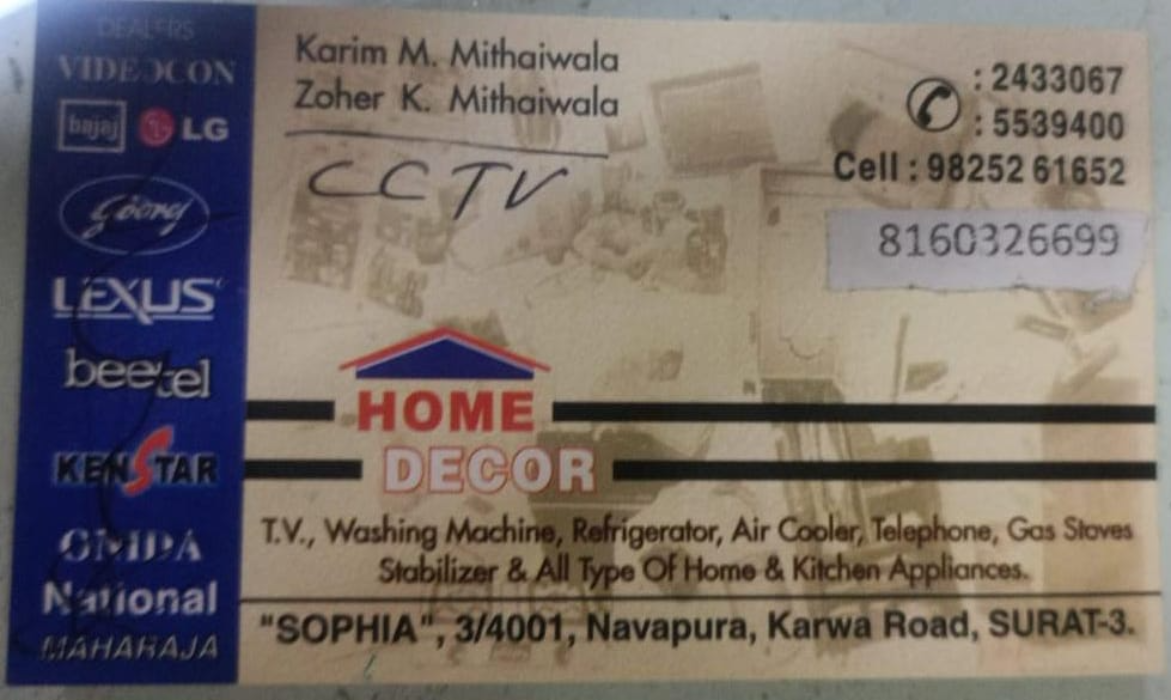 DEALERS
VIDEOCON
bajaj LG
Godrej
LEXUS
beetel
KENSTAR
ONIDA
National
MAHARAJA
Karim M. Mithaiwala
Zoher K. Mithaiwala
CCTV
: 2433067
: 5539400
Cell : 98252 61652
8160326699
HOME
DECOR
T.V., Washing Machine, Refrigerator, Air Cooler, Telephone, Gas Stoves
Stabilizer & All Type Of Home & Kitchen Appliances.
"SOPHIA", 3/4001, Navapura, Karwa Road, SURAT-3.